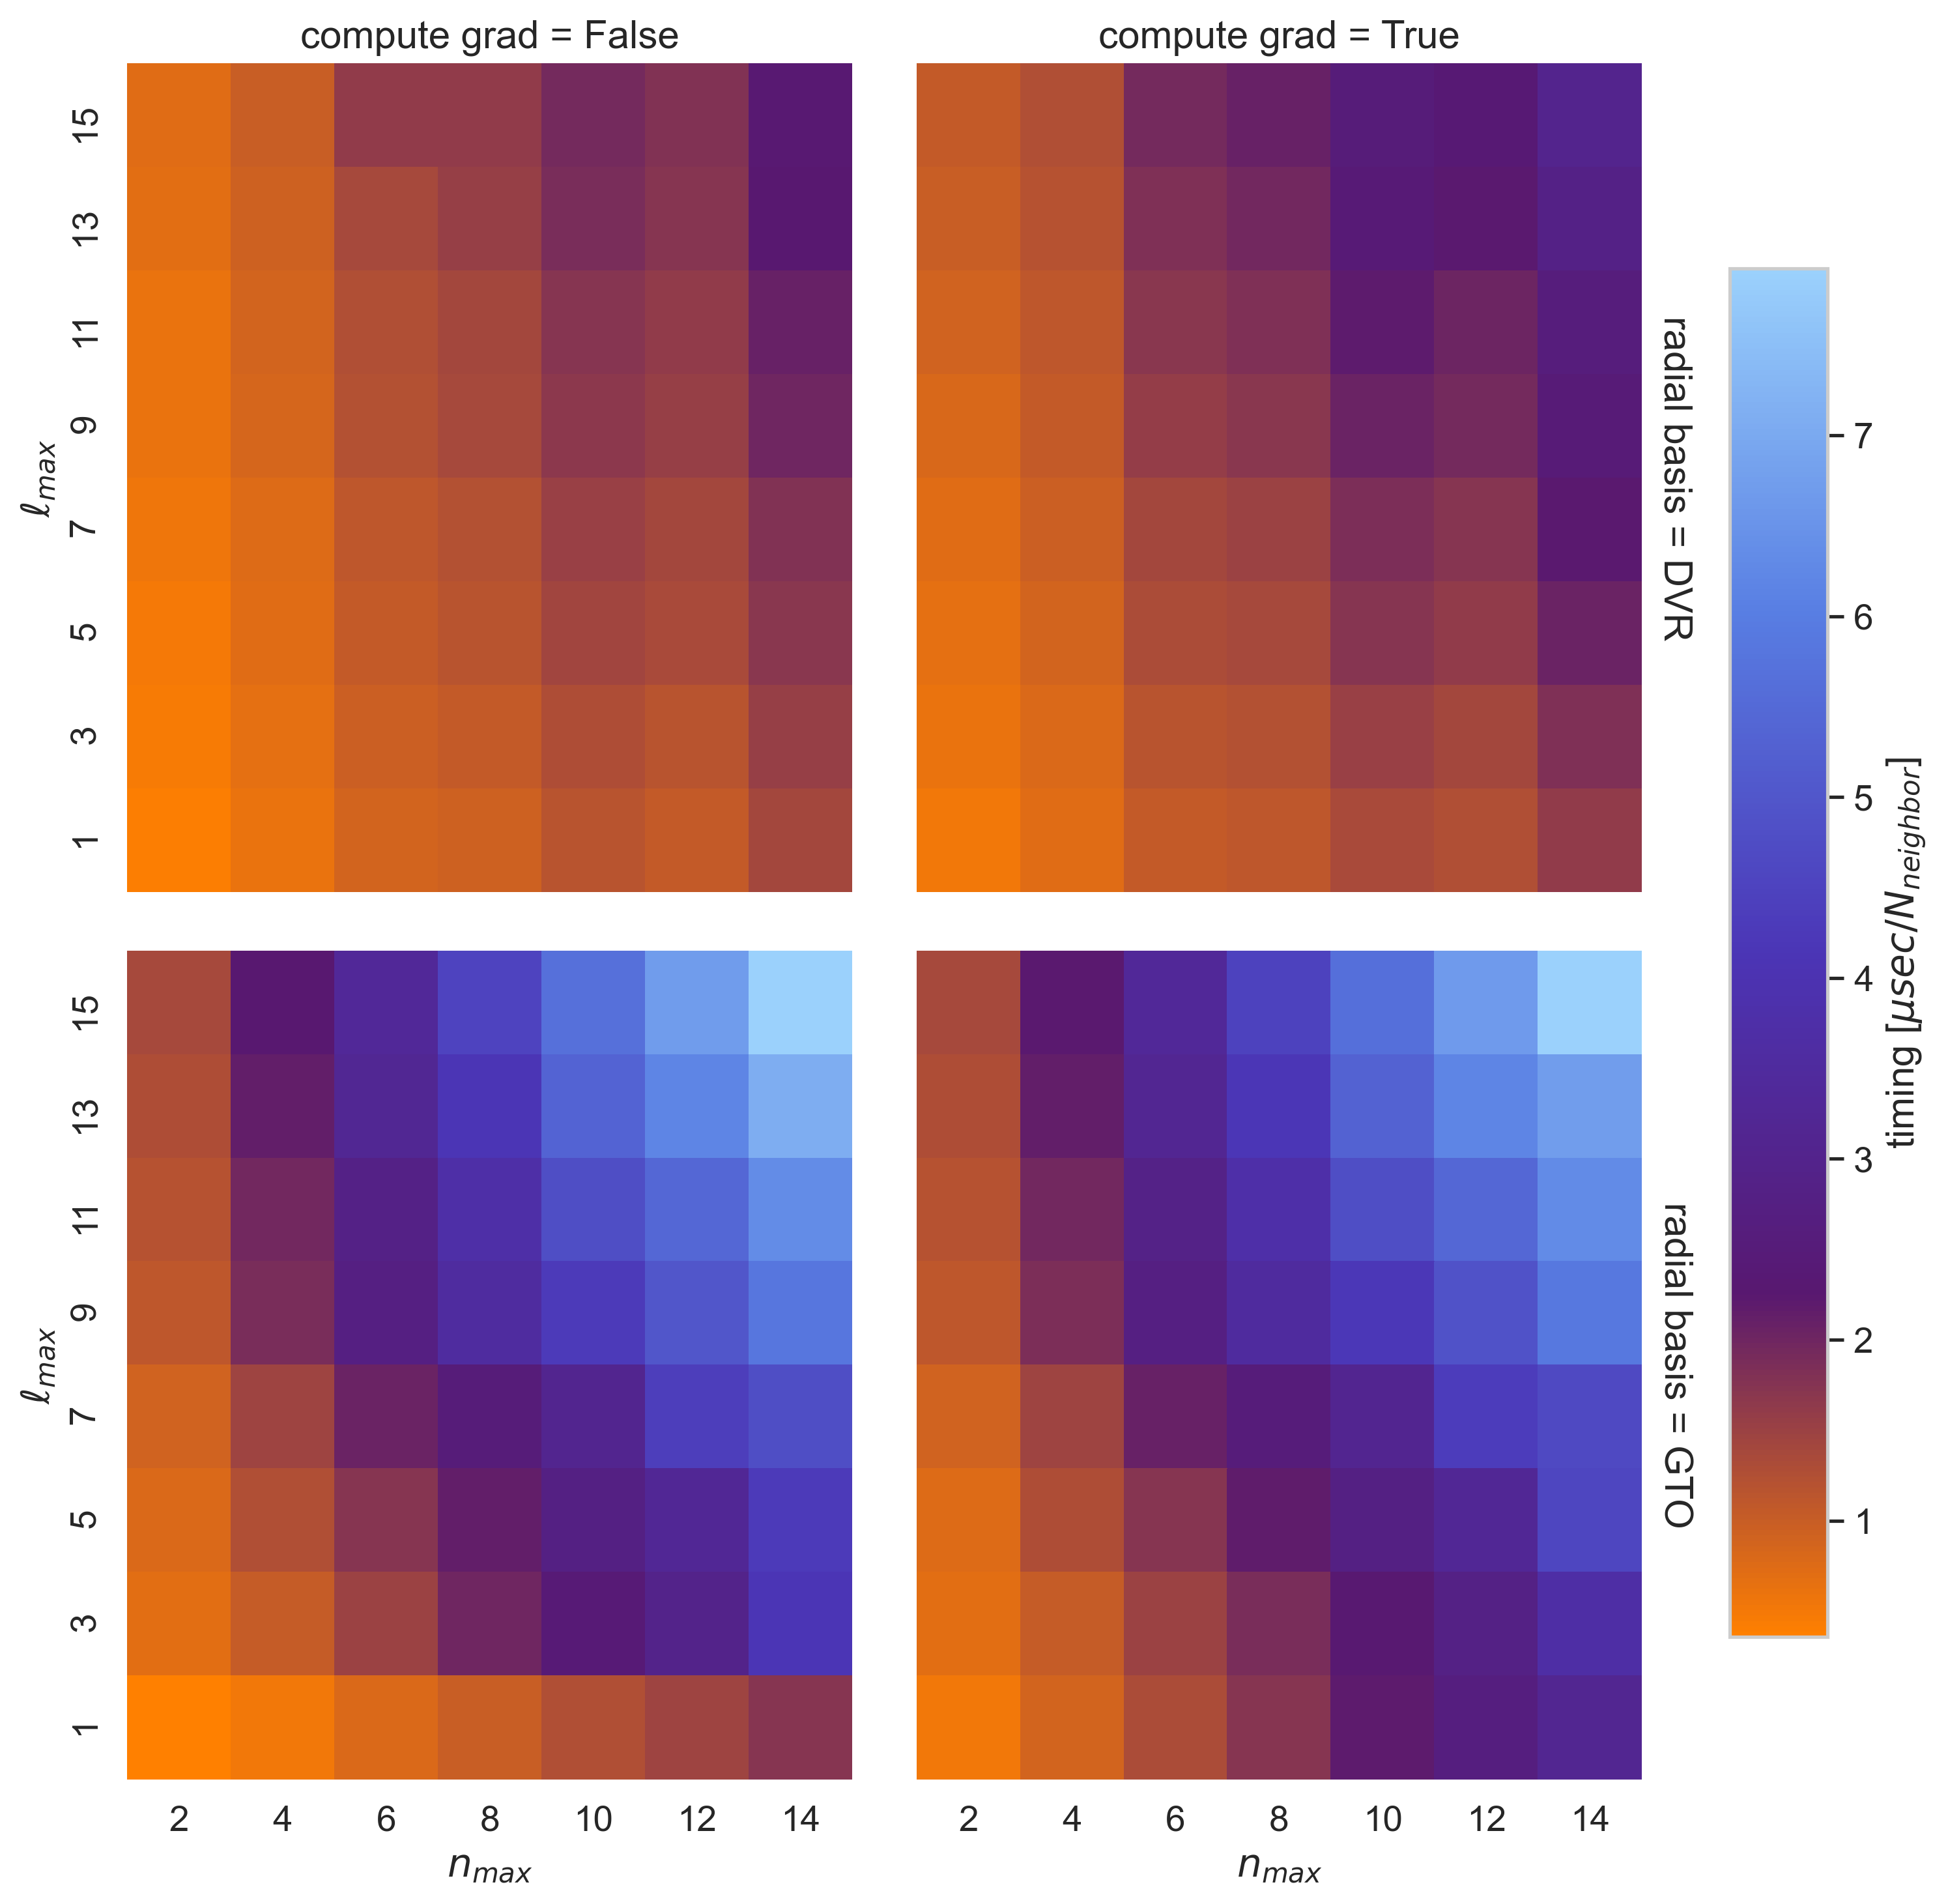 compute grad = False
compute grad = True
15
13
11
9
7
5
3
1
ℓmax
radial basis = DVR
15
13
11
9
7
5
3
1
ℓmax
radial basis = GTO
2 4 6 8 10 12 14
nmax
2 4 6 8 10 12 14
nmax
7
6
5
4
3
2
1
timing [μsec/Nneighbor]